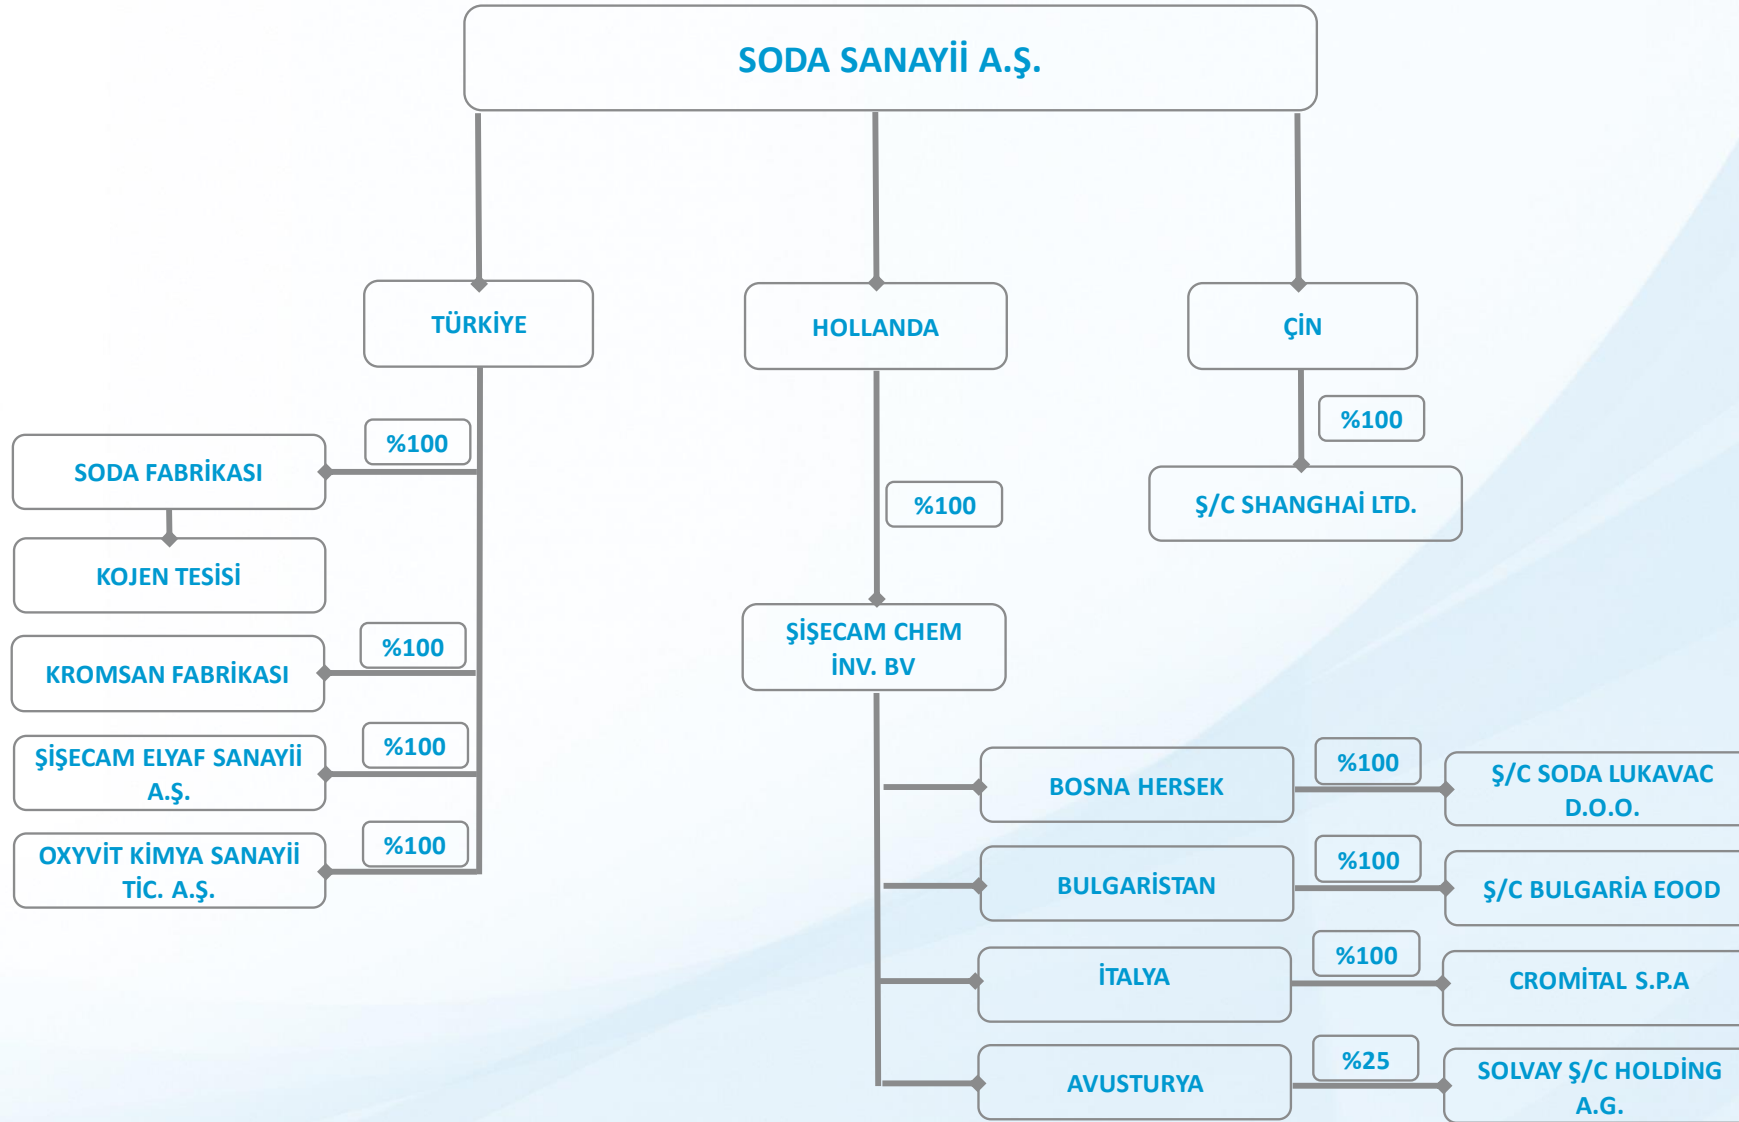 SODA SANAYİİ A.Ş.
TÜRKİYE
HOLLANDA
ÇİN
%100
SODA FABRİKASI
KOJEN TESİSİ
%100
KROMSAN FABRİKASI
%100
ŞİŞECAM ELYAF SANAYİİ
A.Ş.
%100
OXYVİT KİMYA SANAYİİ
TİC. A.Ş.
%100
ŞİŞECAM CHEM
İNV. BV
%100
Ş/C SHANGHAİ LTD.
BOSNA HERSEK
%100
Ş/C SODA LUKAVAC
D.O.O.
BULGARİSTAN
%100
Ş/C BULGARİA EOOD
İTALYA
%100
CROMİTAL S.P.A
AVUSTURYA
%25
SOLVAY Ş/C HOLDİNG
A.G.